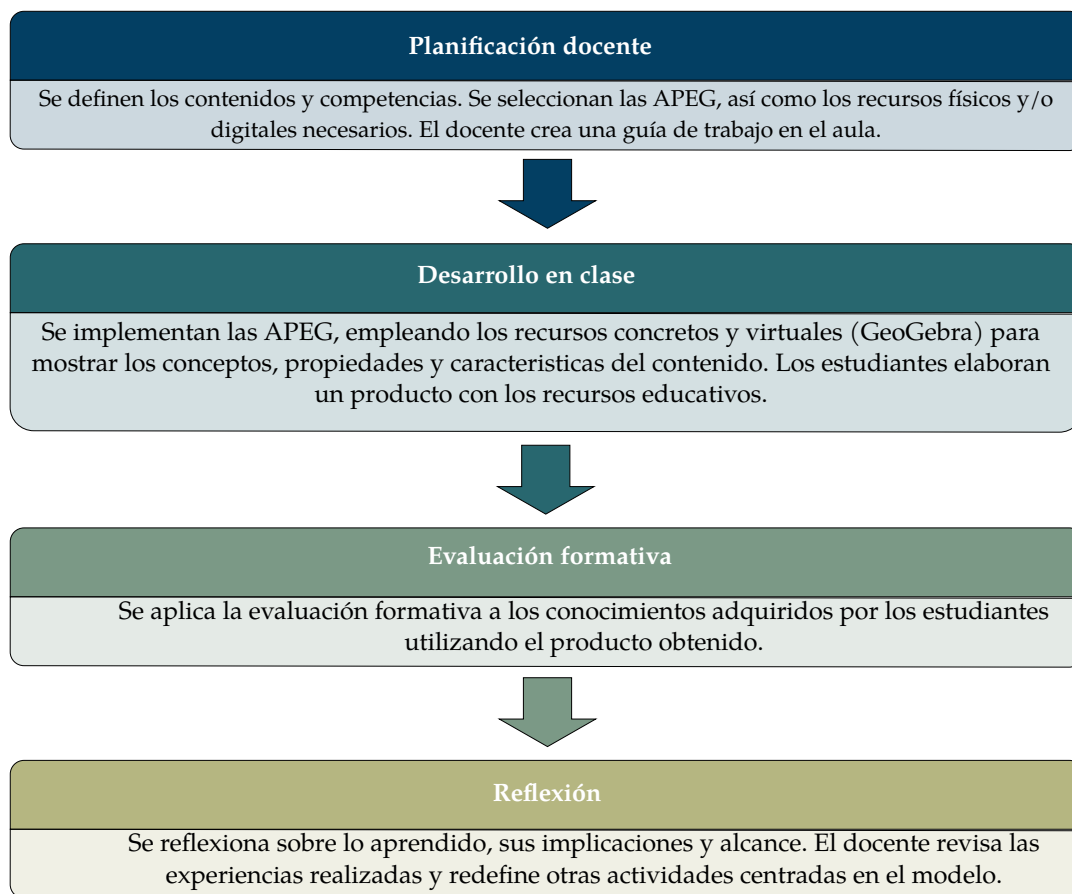 Planificación docente
Se definen los contenidos y competencias. Se seleccionan las APEG, así como los recursos físicos y/o
digitales necesarios. El docente crea una guía de trabajo en el aula.
Desarrollo en clase
Se implementan las APEG, empleando los recursos concretos y virtuales (GeoGebra) para
mostrar los conceptos, propiedades y caracteristicas del contenido. Los estudiantes elaboran
un producto con los recursos educativos.
Evaluación formativa
Se aplica la evaluación formativa a los conocimientos adquiridos por los estudiantes
utilizando el producto obtenido.
Reflexión
Se reflexiona sobre lo aprendido, sus implicaciones y alcance. El docente revisa las
experiencias realizadas y redefine otras actividades centradas en el modelo.